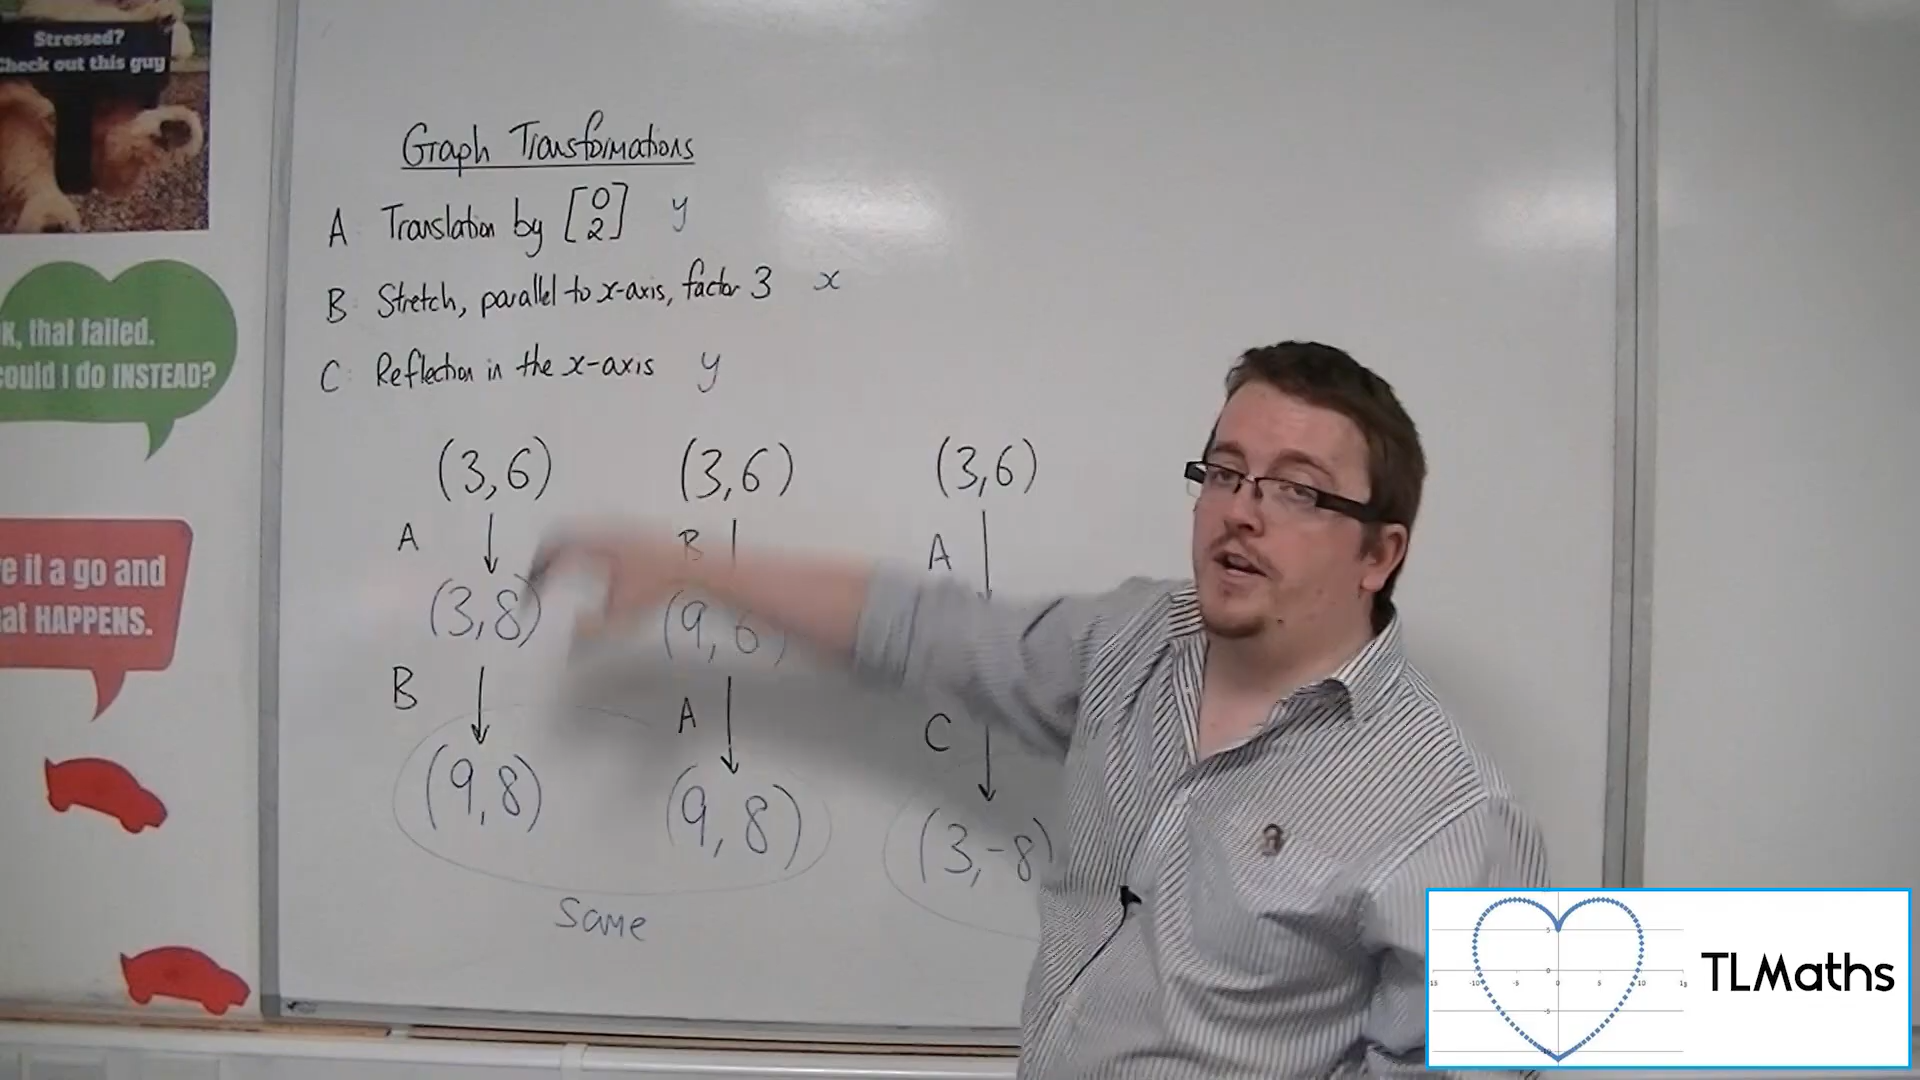 Stressed?
Check out this guy
Graph Transformations
A Translation by [0 2] y
B Stretch, parallel to x-axis, factor 3 x
C Reflection in the x-axis y
OK, that failed.
could I do INSTEAD?
it a go and
HAPPENS.
(3,6) (3,6) (3,6)
A B A
(3,8) (9,6)
B A C
(9,8) (9,8) (3,-8)
Same
TLMaths